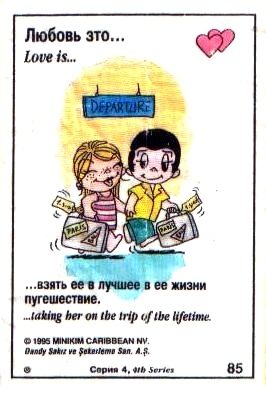 Любовь это...
Love is...
DEPARTURE
PARIS
PARIS
...взять ее в лучшее в ее жизни
путешествие.
...taking her on the trip of the lifetime.
© 1995 MINIKIM CARIBBEAN NV.
Dandy Sakız ve Şekerleme San. A.Ş.
® Серия 4, 4th Series 85